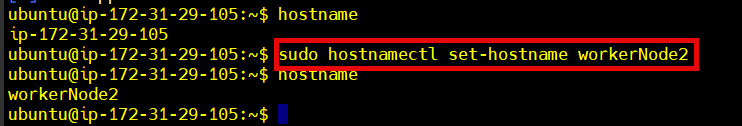 ubuntu@ip-172-31-29-105:~$ hostname
ip-172-31-29-105
ubuntu@ip-172-31-29-105:~$ sudo hostnamectl set-hostname workerNode2
ubuntu@ip-172-31-29-105:~$ hostname
workerNode2
ubuntu@ip-172-31-29-105:~$